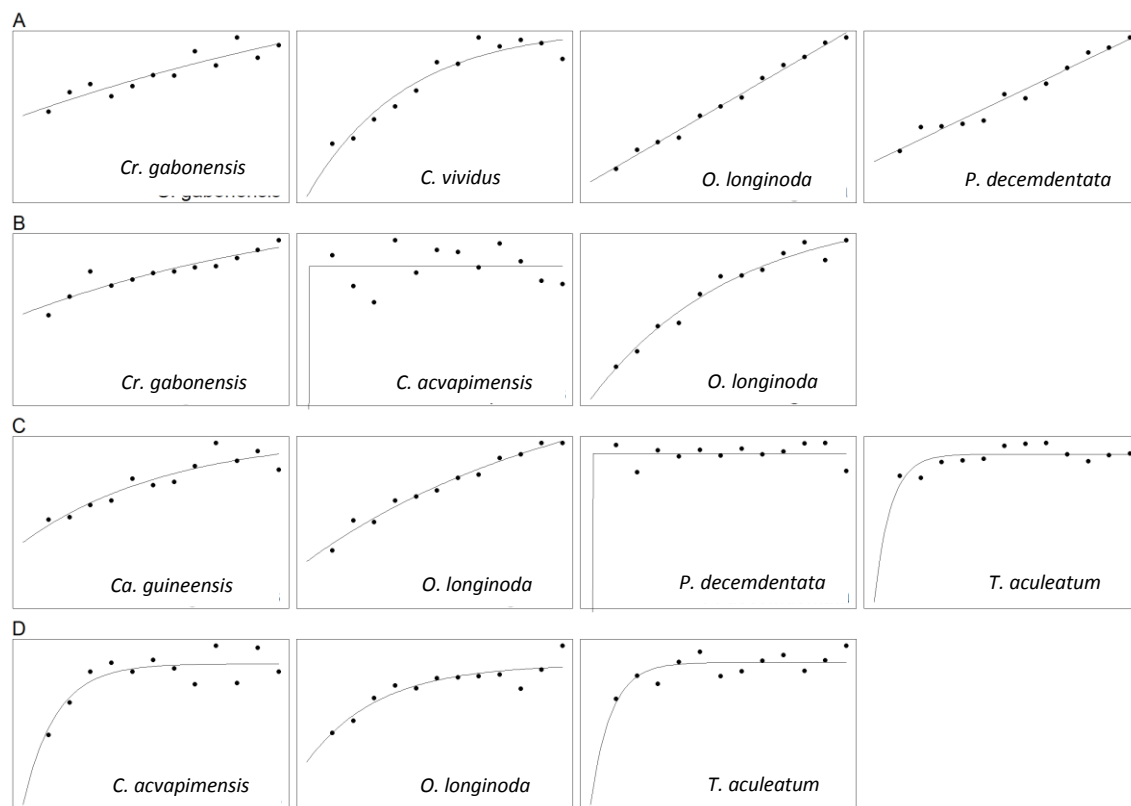 A
Cr. gabonensis
C. vividus
O. longinoda
P. decemdentata
B
Cr. gabonensis
C. acvapimensis
O. longinoda
C
Ca. guineensis
O. longinoda
P. decemdentata
T. aculeatum
D
C. acvapimensis
O. longinoda
T. aculeatum